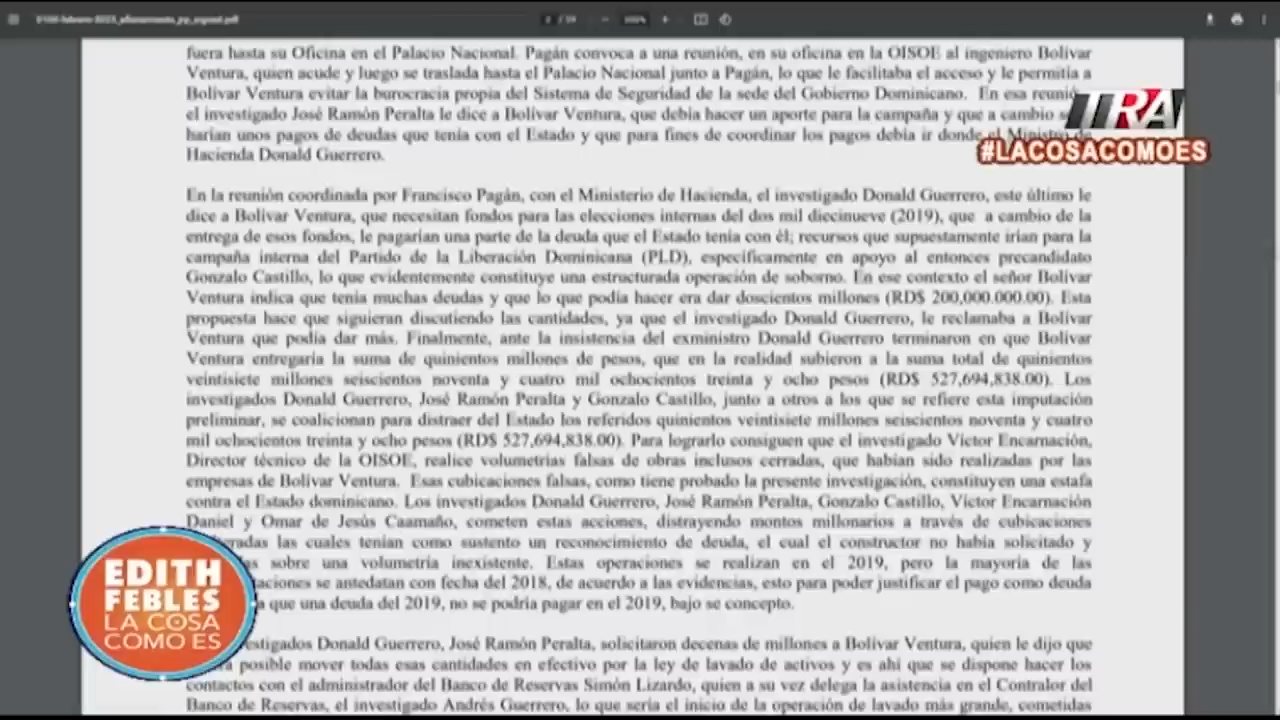 2 / 59
fuera hasta su Oficina en el Palacio Nacional. Pagán convoca a una reunión, en su oficina en la OISOE al ingeniero Bolívar
Ventura, quien acude y luego se traslada hasta el Palacio Nacional junto a Pagán, lo que le facilitaba el acceso y le permitía a
Bolívar Ventura evitar la burocracia propia del Sistema de Seguridad de la sede del Gobierno Dominicano. En esa
el investigado José Ramón Peralta le dice a Bolívar Ventura, que debía hacer un aporte para la campaña y que a cambio
harían unos pagos de deudas que tenía con el Estado y que para fines de coordinar los pagos debía ir donde el Ministro de
Hacienda Donald Guerrero.
En la reunión coordinada por Francisco Pagán, con el Ministerio de Hacienda, el investigado Donald Guerrero, este último le
dice a Bolívar Ventura, que necesitan fondos para las elecciones internas del dos mil diecinueve (2019), que a cambio de la
entrega de esos fondos, le pagarían una parte de la deuda que el Estado tenía con él; recursos que supuestamente irían para la
campaña interna del Partido de la Liberación Dominicana (PLD), específicamente en apoyo al entonces precandidato
Gonzalo Castillo, lo que evidentemente constituye una estructurada operación de soborno. En ese contexto el señor Bolívar
Ventura indica que tenía muchas deudas y que lo que podía hacer era dar doscientos millones (RD$ 200,000.000.00). Esta
propuesta hace que siguieran discutiendo las cantidades, ya que el investigado Donald Guerrero, le reclamaba a Bolívar
Ventura que podía dar más. Finalmente, ante la insistencia del exministro Donald Guerrero terminaron en que Bolívar
Ventura entregaría la suma de quinientos millones de pesos, que en la realidad subieron a la suma total de quinientos
veintisiete millones seiscientos noventa y cuatro mil ochocientos treinta y ocho pesos (RD$ 527,694,838.00). Los
investigados Donald Guerrero, José Ramón Peralta y Gonzalo Castillo, junto a otros a los que se refiere esta imputación
preliminar, se coalicionan para distraer del Estado los referidos quinientos veintisiete millones seiscientos noventa y cuatro
mil ochocientos treinta y ocho pesos (RD$ 527,694,838.00). Para lograrlo consiguen que el investigado Víctor Encarnación,
Director técnico de la OISOE, realice volumetrías falsas de obras inclusos cerradas, que habían sido realizadas por las
empresas de Bolívar Ventura. Esas cubicaciones falsas, como tiene probado la presente investigación, constituyen una estafa
contra el Estado dominicano. Los investigados Donald Guerrero, José Ramón Peralta, Gonzalo Castillo, Víctor Encarnación
Daniel y Omar de Jesús Caamaño, cometen estas acciones, distrayendo montos millonarios a través de cubicaciones
las cuales tenían como sustento un reconocimiento de deuda, el cual el constructor no había solicitado y
sobre una volumetría inexistente. Estas operaciones se realizan en el 2019, pero la mayoría de las
se antedatan con fecha del 2018, de acuerdo a las evidencias, esto para poder justificar el pago como deuda
que una deuda del 2019, no se podría pagar en el 2019, bajo se concepto.
Donald Guerrero, José Ramón Peralta, solicitaron decenas de millones a Bolívar Ventura, quien le dijo que
posible mover todas esas cantidades en efectivo por la ley de lavado de activos y es ahí que se dispone hacer los
contactos con el administrador del Banco de Reservas Simón Lizardo, quien a su vez delega la asistencia en el Contralor del
Banco de Reservas, el investigado Andrés Guerrero, lo que sería el inicio de la operación de lavado más grande, cometidas
TRA
#LACOSACOMOES
EDITH
FEBLES
LA COSA
COMO ES